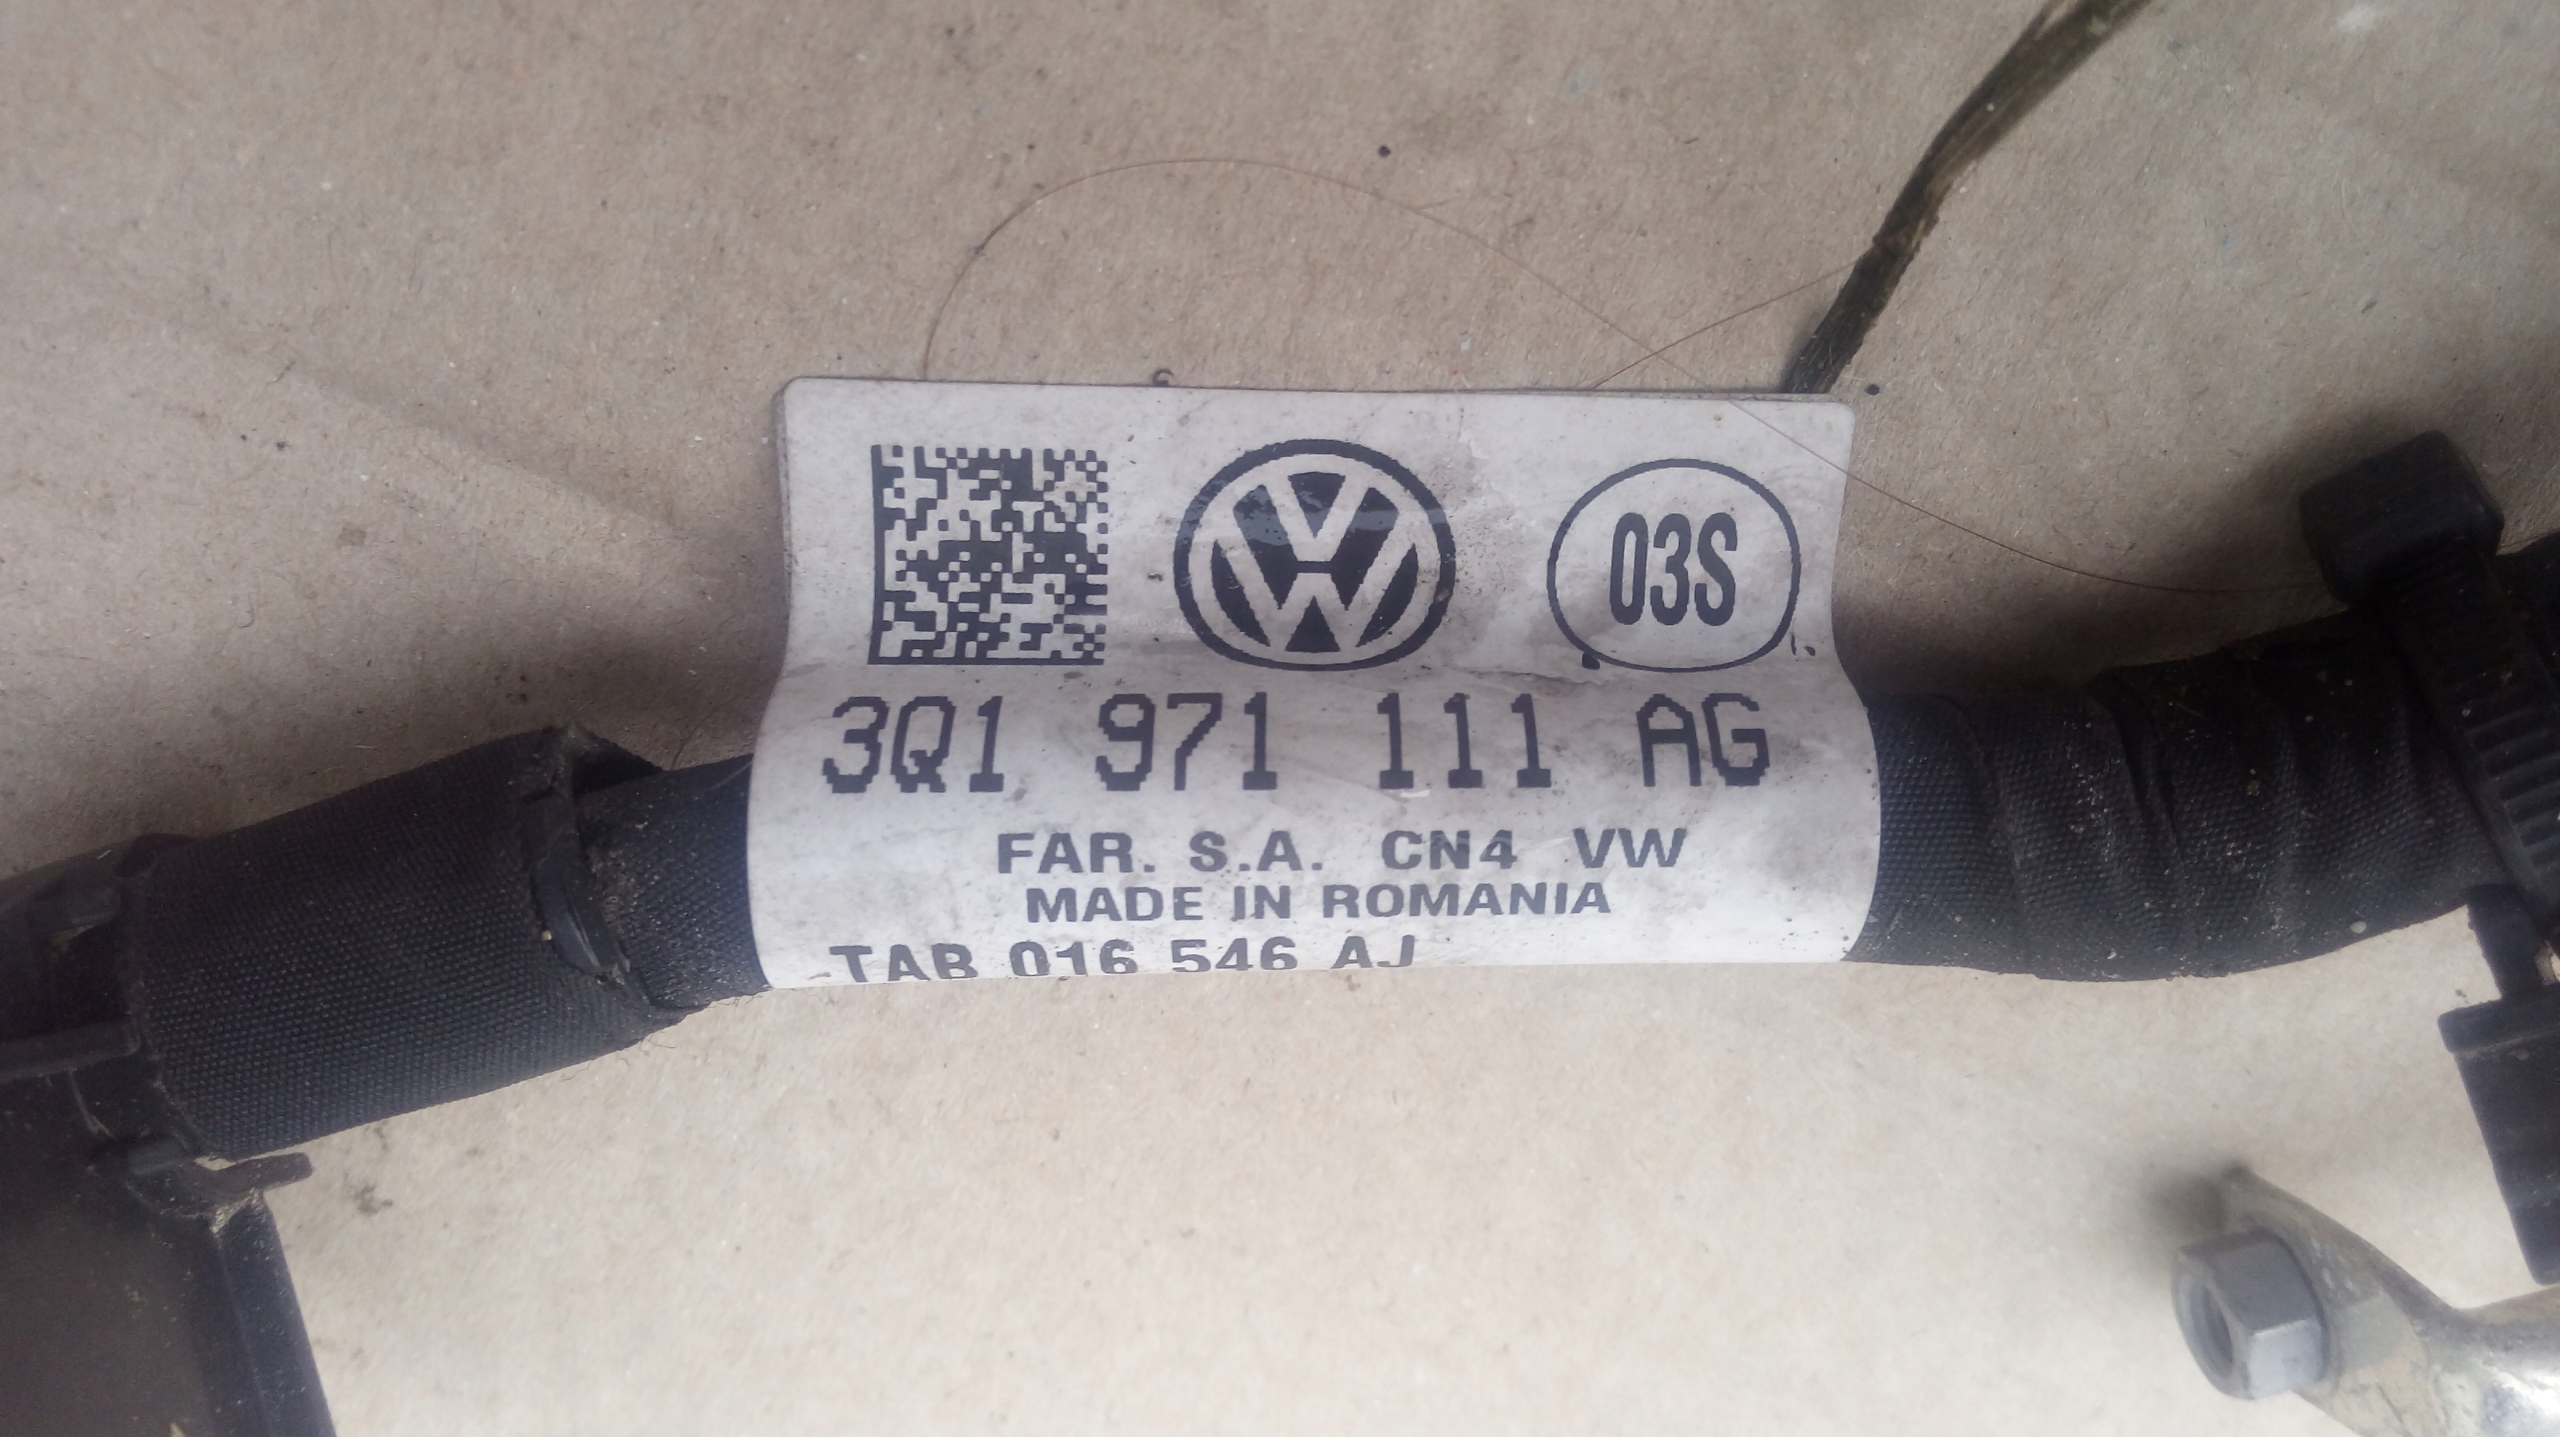 03S
3Q1 971 111 AG
FAR. S.A. CN4 VW
MADE IN ROMANIA
TAB 016 546 AJ